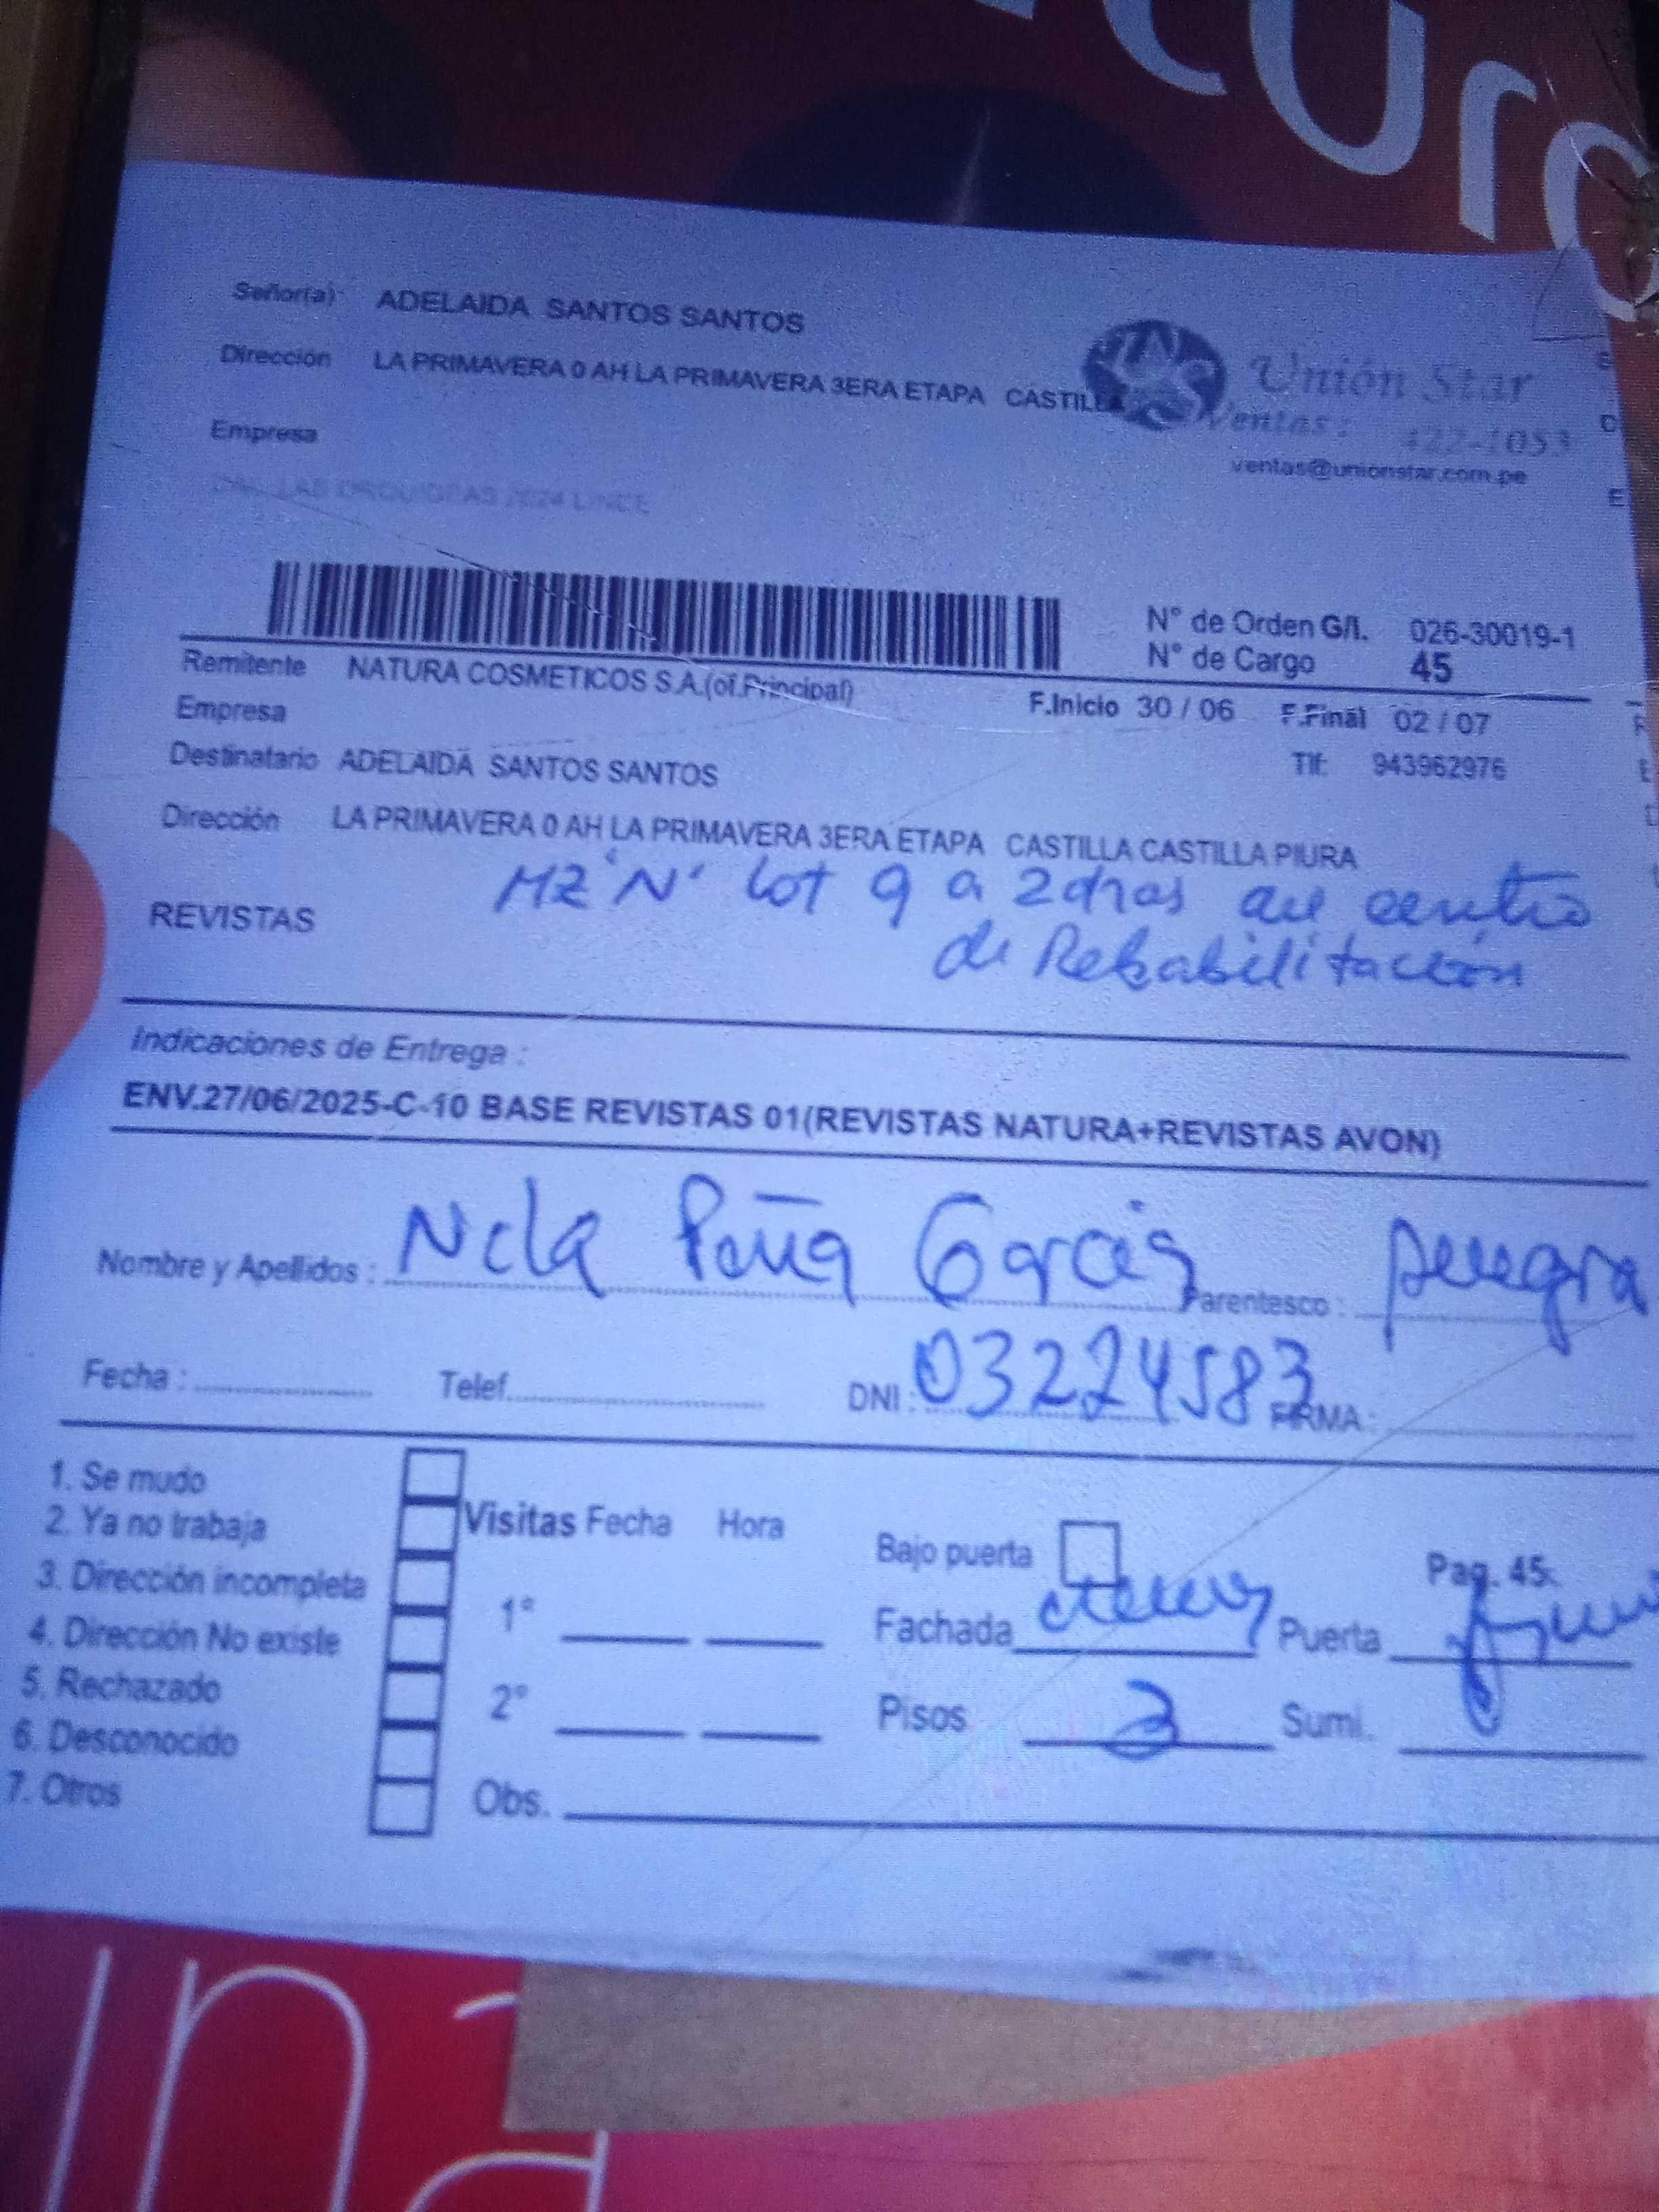 Señor(a): ADELAIDA SANTOS SANTOS
Dirección LA PRIMAVERA 0 AH LA PRIMAVERA 3ERA ETAPA CASTILLA
Unión Star
Ventas: 422-1053
ventas@unionstar.com.pe
Empresa
N° de Orden G/I. 026-30019-1
N° de Cargo 45
Remitente NATURA COSMETICOS S.A.(of.Principal)
F.Inicio 30 / 06 F.Final 02 / 07
Empresa
Destinatario ADELAIDA SANTOS SANTOS
Tlf: 943962976
Dirección LA PRIMAVERA 0 AH LA PRIMAVERA 3ERA ETAPA CASTILLA CASTILLA PIURA
MZ 'N' lot 9 a 2 dras del centro
REVISTAS
de Rehabilitación
Indicaciones de Entrega :
ENV.27/06/2025-C-10 BASE REVISTAS 01(REVISTAS NATURA+REVISTAS AVON)
Nombre y Apellidos : Nela Peña García Parentesco :
Fecha : Telef. DNI : 03224583 FIRMA :
1. Se mudo
2. Ya no trabaja
3. Dirección incompleta
4. Dirección No existe
5. Rechazado
6. Desconocido
7. Otros
Visitas Fecha Hora
1°
2°
Obs.
Bajo puerta Pag. 45.
Fachada Puerta
Pisos 3 Sumi.